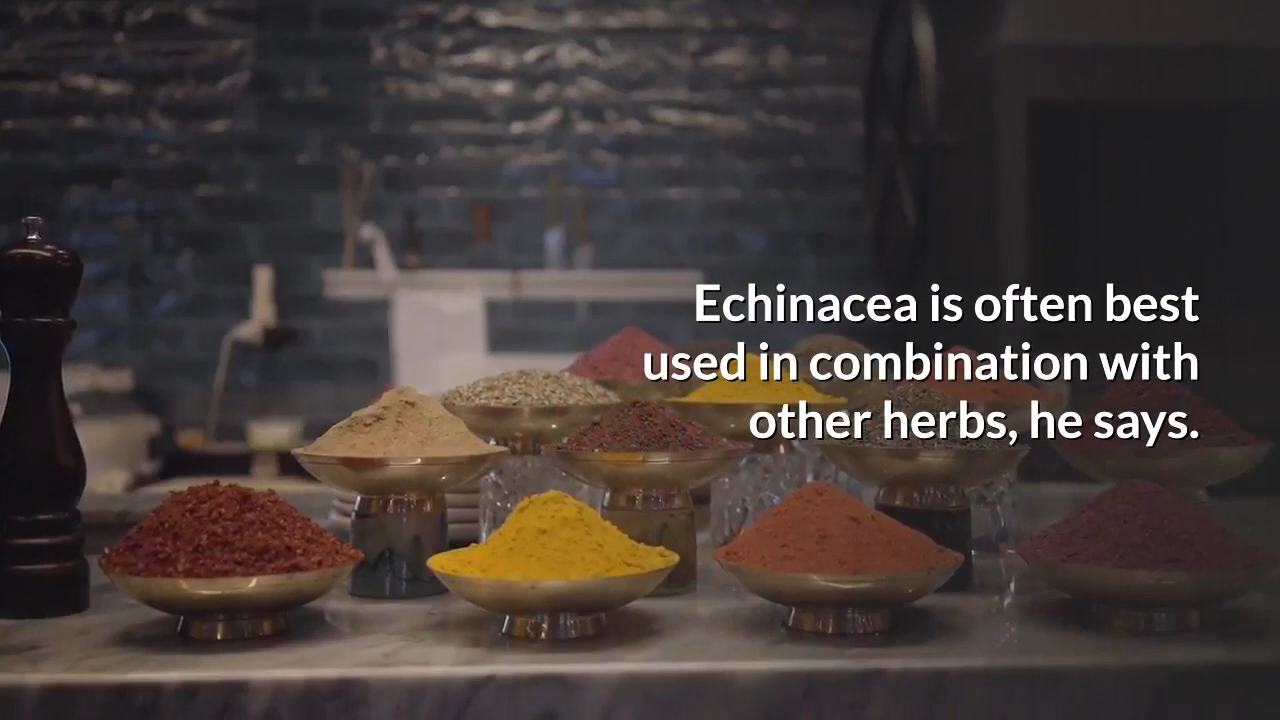 Echinacea is often best
used in combination with
other herbs, he says.